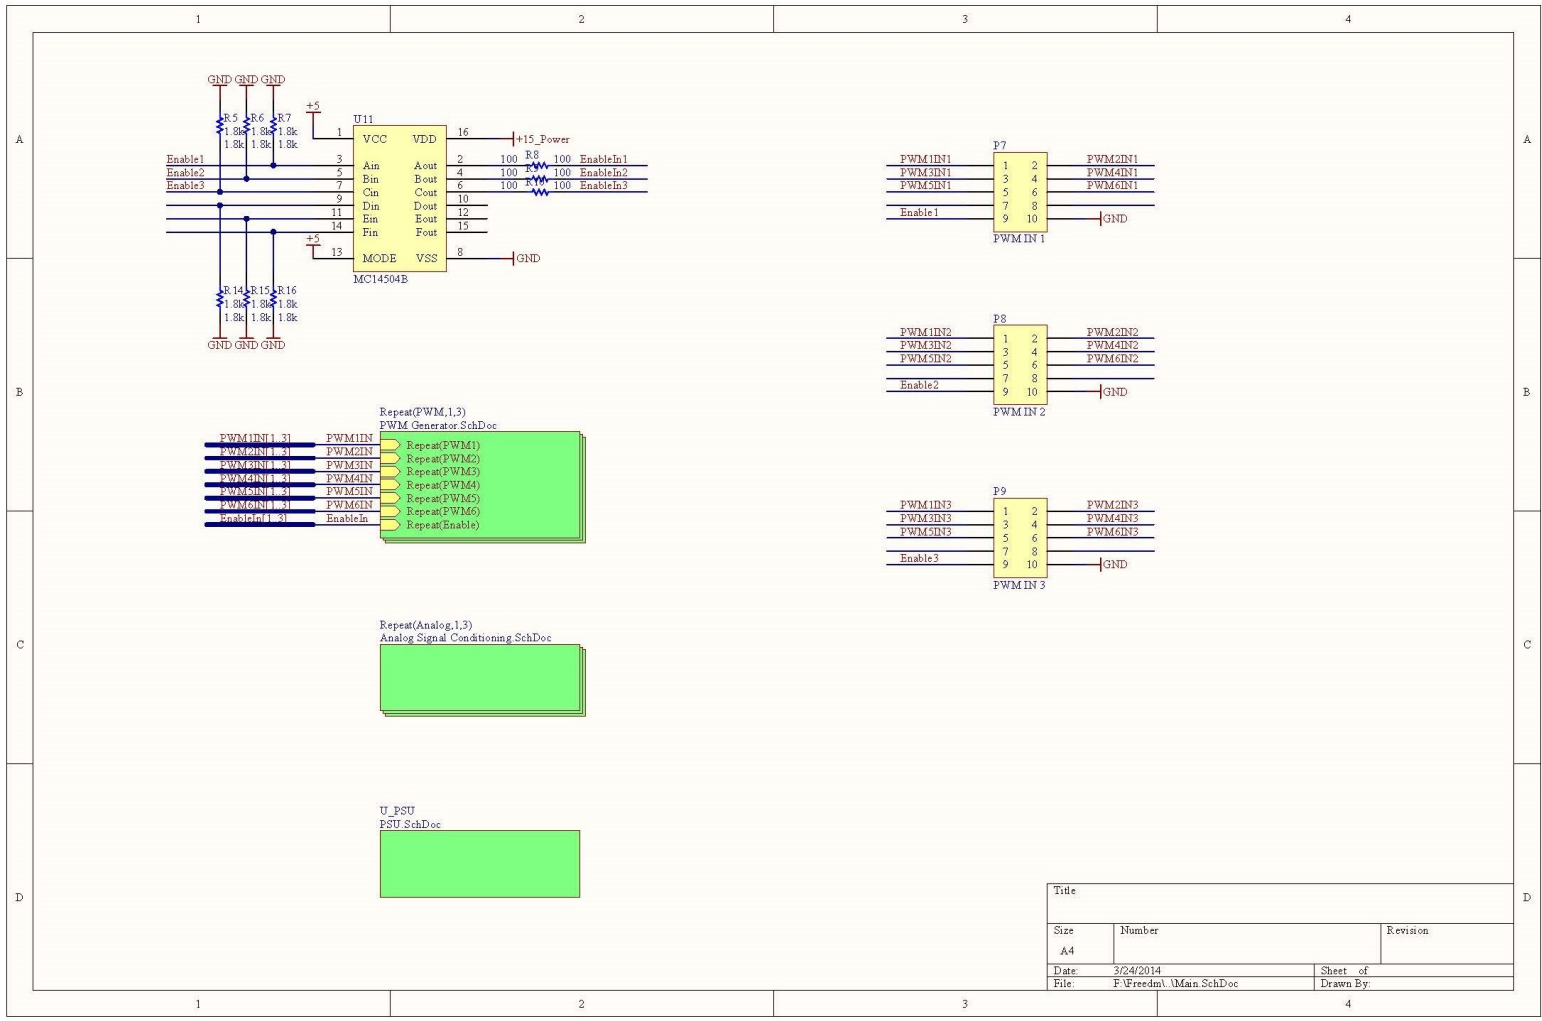 1 2 3 4
A A
B B
C C
D D
GND GND GND
R5 R6 R7
1.8k 1.8k 1.8k
1.8k 1.8k 1.8k
+5
U11
1 VCC VDD 16 +15_Power
Enable1 3 Ain Aout 2 100 R8 100 EnableIn1
Enable2 5 Bin Bout 4 100 100 EnableIn2
Enable3 7 Cin Cout 6 100 100 EnableIn3
9 Din Dout 10
11 Ein Eout 12
14 Fin Fout 15
+5
13 MODE VSS 8 GND
MC14504B
R14 R15 R16
1.8k 1.8k 1.8k
1.8k 1.8k 1.8k
GND GND GND
P7
PWM1IN1 1 2 PWM2IN1
PWM3IN1 3 4 PWM4IN1
PWM5IN1 5 6 PWM6IN1
7 8
Enable1 9 10 GND
PWM IN 1
P8
PWM1IN2 1 2 PWM2IN2
PWM3IN2 3 4 PWM4IN2
PWM5IN2 5 6 PWM6IN2
7 8
Enable2 9 10 GND
PWM IN 2
Repeat(PWM,1,3)
PWM Generator.SchDoc
PWM1IN[1..3] PWM1IN Repeat(PWM1)
PWM2IN[1..3] PWM2IN Repeat(PWM2)
PWM3IN[1..3] PWM3IN Repeat(PWM3)
PWM4IN[1..3] PWM4IN Repeat(PWM4)
PWM5IN[1..3] PWM5IN Repeat(PWM5)
PWM6IN[1..3] PWM6IN Repeat(PWM6)
EnableIn[1..3] EnableIn Repeat(Enable)
P9
PWM1IN3 1 2 PWM2IN3
PWM3IN3 3 4 PWM4IN3
PWM5IN3 5 6 PWM6IN3
7 8
Enable3 9 10 GND
PWM IN 3
Repeat(Analog,1,3)
Analog Signal Conditioning.SchDoc
U_PSU
PSU.SchDoc
Title
Size Number Revision
A4
Date: 3/24/2014 Sheet of
File: F:\Freedm\..\Main.SchDoc Drawn By:
1 2 3 4